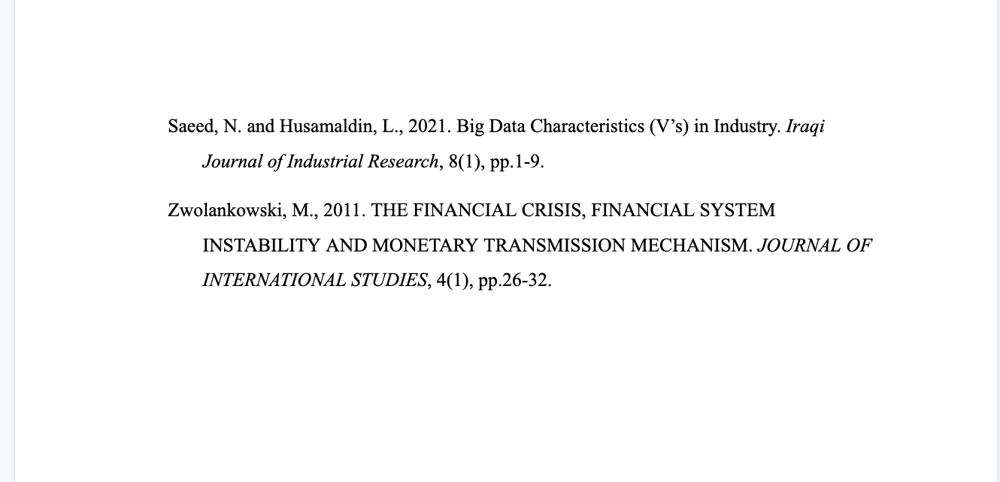 Saeed, N. and Husamaldin, L., 2021. Big Data Characteristics (V’s) in Industry. Iraqi
Journal of Industrial Research, 8(1), pp.1-9.
Zwolankowski, M., 2011. THE FINANCIAL CRISIS, FINANCIAL SYSTEM
INSTABILITY AND MONETARY TRANSMISSION MECHANISM. JOURNAL OF
INTERNATIONAL STUDIES, 4(1), pp.26-32.